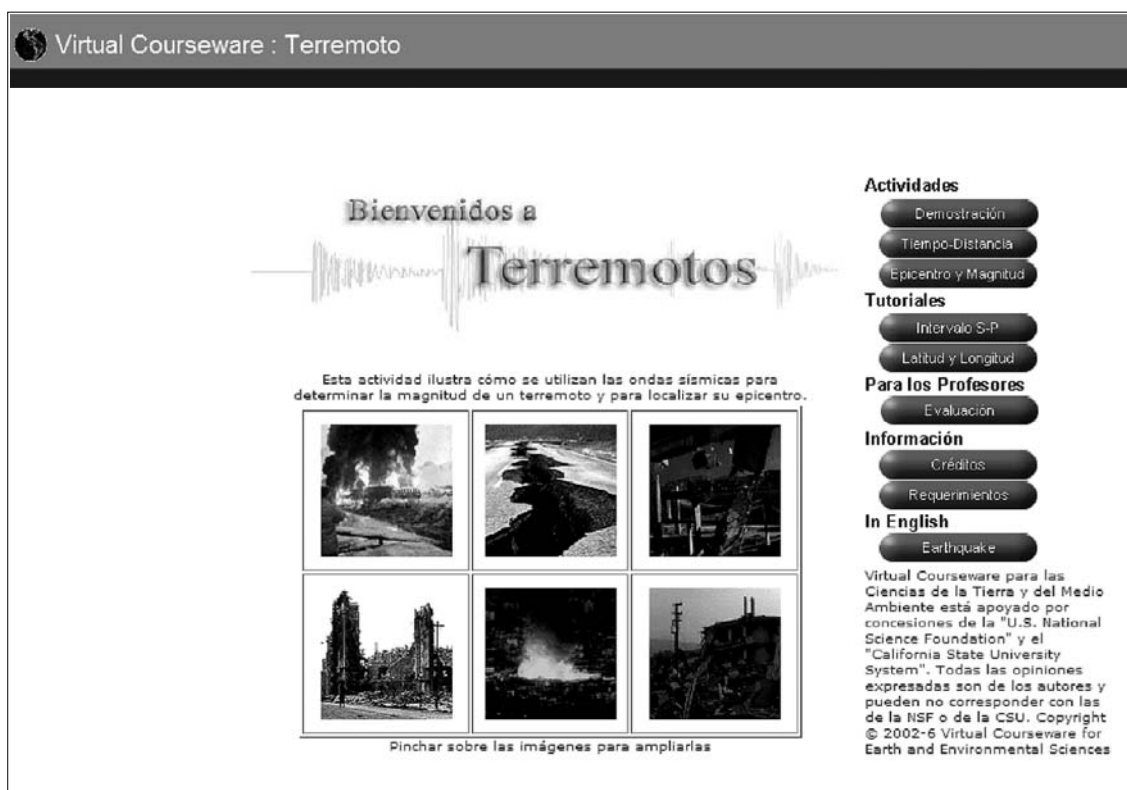 Virtual Courseware : Terremoto
Bienvenidos a
Terremotos
Esta actividad ilustra cómo se utilizan las ondas sísmicas para
determinar la magnitud de un terremoto y para localizar su epicentro.
Pinchar sobre las imágenes para ampliarlas
Actividades
Demostración
Tiempo-Distancia
Epicentro y Magnitud
Tutoriales
Intervalo S-P
Latitud y Longitud
Para los Profesores
Evaluación
Información
Créditos
Requerimientos
In English
Earthquake
Virtual Courseware para las
Ciencias de la Tierra y del Medio
Ambiente está apoyado por
concesiones de la "U.S. National
Science Foundation" y el
"California State University
System". Todas las opiniones
expresadas son de los autores y
pueden no corresponder con las
de la NSF o de la CSU. Copyright
© 2002-6 Virtual Courseware for
Earth and Environmental Sciences